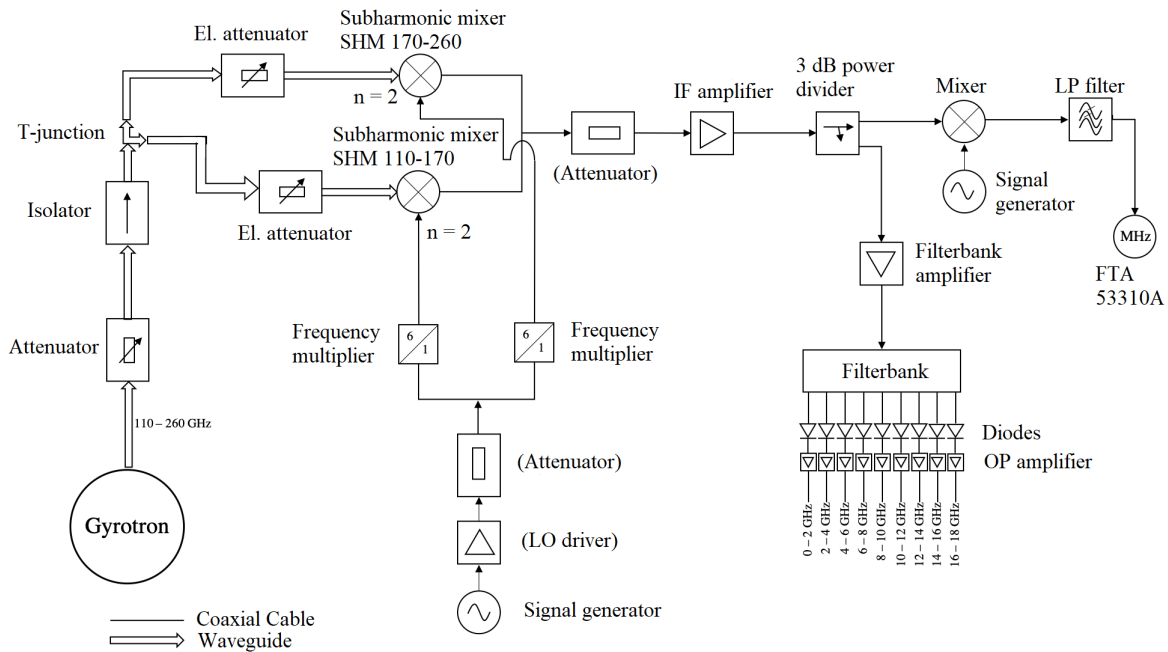 Subharmonic mixer
SHM 170-260
El. attenuator
n = 2
T-junction
Subharmonic mixer
SHM 110-170
El. attenuator
n = 2
Isolator
Attenuator
110 – 260 GHz
Gyrotron
Frequency
multiplier
6
1
6
1
Frequency
multiplier
(Attenuator)
(LO driver)
Signal generator
Coaxial Cable
Waveguide
(Attenuator)
IF amplifier
3 dB power
divider
Mixer
LP filter
Signal
generator
MHz
FTA
53310A
Filterbank
amplifier
Filterbank
Diodes
OP amplifier
0 – 2 GHz
2 – 4 GHz
4 – 6 GHz
6 – 8 GHz
8 – 10 GHz
10 – 12 GHz
12 – 14 GHz
14 – 16 GHz
16 – 18 GHz